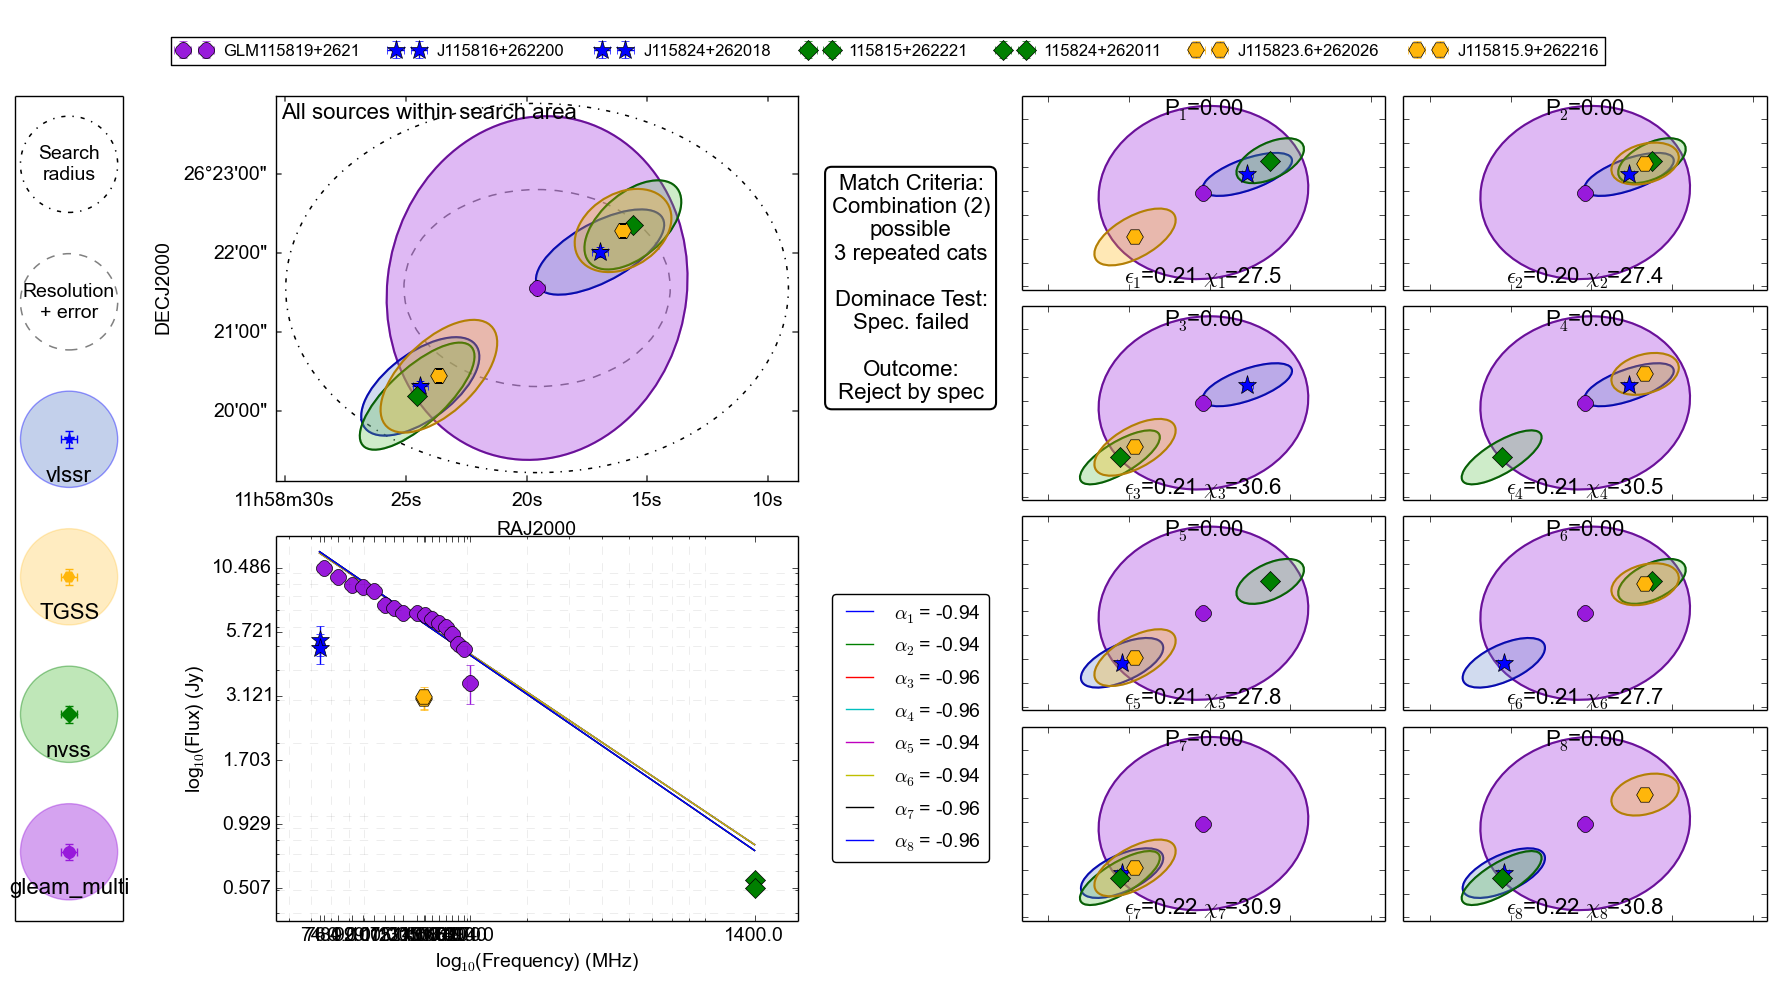 GLM115819+2621 J115816+262200 J115824+262018 115815+262221 115824+262011 J115823.6+262026 J115815.9+262216
Search
radius
Resolution
+ error
vlssr
TGSS
nvss
gleam_multi
All sources within search area
DECJ2000
26°23'00"
22'00"
21'00"
20'00"
11h58m30s 25s 20s 15s 10s
RAJ2000
log10(Flux) (Jy)
10.486
5.721
3.121
1.703
0.929
0.507
1400.0
log10(Frequency) (MHz)
Match Criteria:
Combination (2)
possible
3 repeated cats
Dominace Test:
Spec. failed
Outcome:
Reject by spec
α1 = -0.94
α2 = -0.94
α3 = -0.96
α4 = -0.96
α5 = -0.94
α6 = -0.94
α7 = -0.96
α8 = -0.96
P1=0.00
ϵ1=0.21 χ1=27.5
P2=0.00
ϵ2=0.20 χ2=27.4
P3=0.00
ϵ3=0.21 χ3=30.6
P4=0.00
ϵ4=0.21 χ4=30.5
P5=0.00
ϵ5=0.21 χ5=27.8
P6=0.00
ϵ6=0.21 χ6=27.7
P7=0.00
ϵ7=0.22 χ7=30.9
P8=0.00
ϵ8=0.22 χ8=30.8